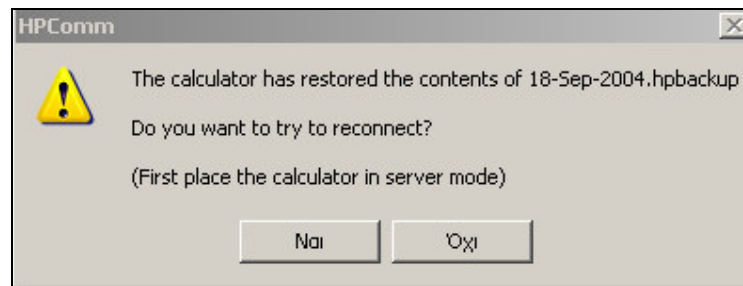 HPComm
The calculator has restored the contents of 18-Sep-2004.hpbackup
Do you want to try to reconnect?
(First place the calculator in server mode)
Ναι
Όχι